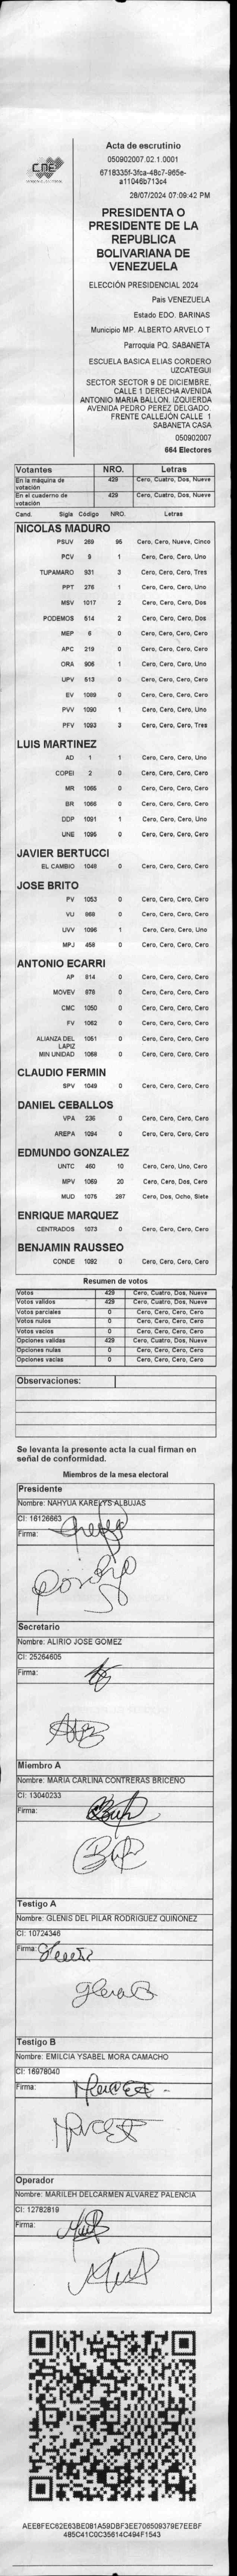 CNE
Acta de escrutinio
050902007.02.1.0001
6718335f-3fca-48c7-965e-
a11046b713c4
28/07/2024 07:09:42 PM
PRESIDENTA O
PRESIDENTE DE LA
REPUBLICA
BOLIVARIANA DE
VENEZUELA
ELECCIÓN PRESIDENCIAL 2024
Pais VENEZUELA
Estado EDO. BARINAS
Municipio MP. ALBERTO ARVELO T
Parroquia PQ. SABANETA
ESCUELA BASICA ELIAS CORDERO
UZCATEGUI
SECTOR SECTOR 9 DE DICIEMBRE.
CALLE 1 DERECHA AVENIDA
ANTONIO MARIA BALLON. IZQUIERDA
AVENIDA PEDRO PEREZ DELGADO.
FRENTE CALLEJÓN CALLE 1
SABANETA CASA
050902007
664 Electores
Votantes NRO. Letras
En la máquina de votación 429 Cero, Cuatro, Dos, Nueve
En el cuaderno de votación 429 Cero, Cuatro, Dos, Nueve
Cand. Sigla Código NRO. Letras
NICOLAS MADURO
PSUV 269 95 Cero, Cero, Nueve, Cinco
PCV 9 1 Cero, Cero, Cero, Uno
TUPAMARO 931 3 Cero, Cero, Cero, Tres
PPT 276 1 Cero, Cero, Cero, Uno
MSV 1017 2 Cero, Cero, Cero, Dos
PODEMOS 514 2 Cero, Cero, Cero, Dos
MEP 6 0 Cero, Cero, Cero, Cero
APC 219 0 Cero, Cero, Cero, Cero
ORA 906 1 Cero, Cero, Cero, Uno
UPV 513 0 Cero, Cero, Cero, Cero
EV 1089 0 Cero, Cero, Cero, Cero
PVV 1090 1 Cero, Cero, Cero, Uno
PFV 1093 3 Cero, Cero, Cero, Tres
LUIS MARTINEZ
AD 1 1 Cero, Cero, Cero, Uno
COPEI 2 0 Cero, Cero, Cero, Cero
MR 1065 0 Cero, Cero, Cero, Cero
BR 1066 0 Cero, Cero, Cero, Cero
DDP 1091 1 Cero, Cero, Cero, Uno
UNE 1095 0 Cero, Cero, Cero, Cero
JAVIER BERTUCCI
EL CAMBIO 1048 0 Cero, Cero, Cero, Cero
JOSE BRITO
PV 1053 0 Cero, Cero, Cero, Cero
VU 868 0 Cero, Cero, Cero, Cero
UVV 1096 1 Cero, Cero, Cero, Uno
MPJ 458 0 Cero, Cero, Cero, Cero
ANTONIO ECARRI
AP 814 0 Cero, Cero, Cero, Cero
MOVEV 878 0 Cero, Cero, Cero, Cero
CMC 1050 0 Cero, Cero, Cero, Cero
FV 1062 0 Cero, Cero, Cero, Cero
ALIANZA DEL LAPIZ 1051 0 Cero, Cero, Cero, Cero
MIN UNIDAD 1088 0 Cero, Cero, Cero, Cero
CLAUDIO FERMIN
SPV 1049 0 Cero, Cero, Cero, Cero
DANIEL CEBALLOS
VPA 236 0 Cero, Cero, Cero, Cero
AREPA 1094 0 Cero, Cero, Cero, Cero
EDMUNDO GONZALEZ
UNTC 460 10 Cero, Cero, Uno, Cero
MPV 1069 20 Cero, Cero, Dos, Cero
MUD 1076 287 Cero, Dos, Ocho, Siete
ENRIQUE MARQUEZ
CENTRADOS 1073 0 Cero, Cero, Cero, Cero
BENJAMIN RAUSSEO
CONDE 1092 0 Cero, Cero, Cero, Cero
Resumen de votos
Votos 429 Cero, Cuatro, Dos, Nueve
Votos validos 429 Cero, Cuatro, Dos, Nueve
Votos parciales 0 Cero, Cero, Cero, Cero
Votos nulos 0 Cero, Cero, Cero, Cero
Votos vacios 0 Cero, Cero, Cero, Cero
Opciones validas 429 Cero, Cuatro, Dos, Nueve
Opciones nulas 0 Cero, Cero, Cero, Cero
Opciones vacias 0 Cero, Cero, Cero, Cero
Observaciones:
Se levanta la presente acta la cual firman en
señal de conformidad.
Miembros de la mesa electoral
Presidente
Nombre: NAHYUA KARELYS ALBUJAS
CI: 16126663
Firma:
Secretario
Nombre: ALIRIO JOSE GOMEZ
CI: 25264605
Firma:
Miembro A
Nombre: MARIA CARLINA CONTRERAS BRICEÑO
CI: 13040233
Firma:
Testigo A
Nombre: GLENIS DEL PILAR RODRIGUEZ QUIÑONEZ
CI: 10724346
Firma:
Testigo B
Nombre: EMILCIA YSABEL MORA CAMACHO
CI: 16978040
Firma:
Operador
Nombre: MARILEH DELCARMEN ALVAREZ PALENCIA
CI: 12782819
Firma:
AEE8FEC62E63BE081A59DBF3EE706509379E7EEBF
485C41C0C35614C494F1543